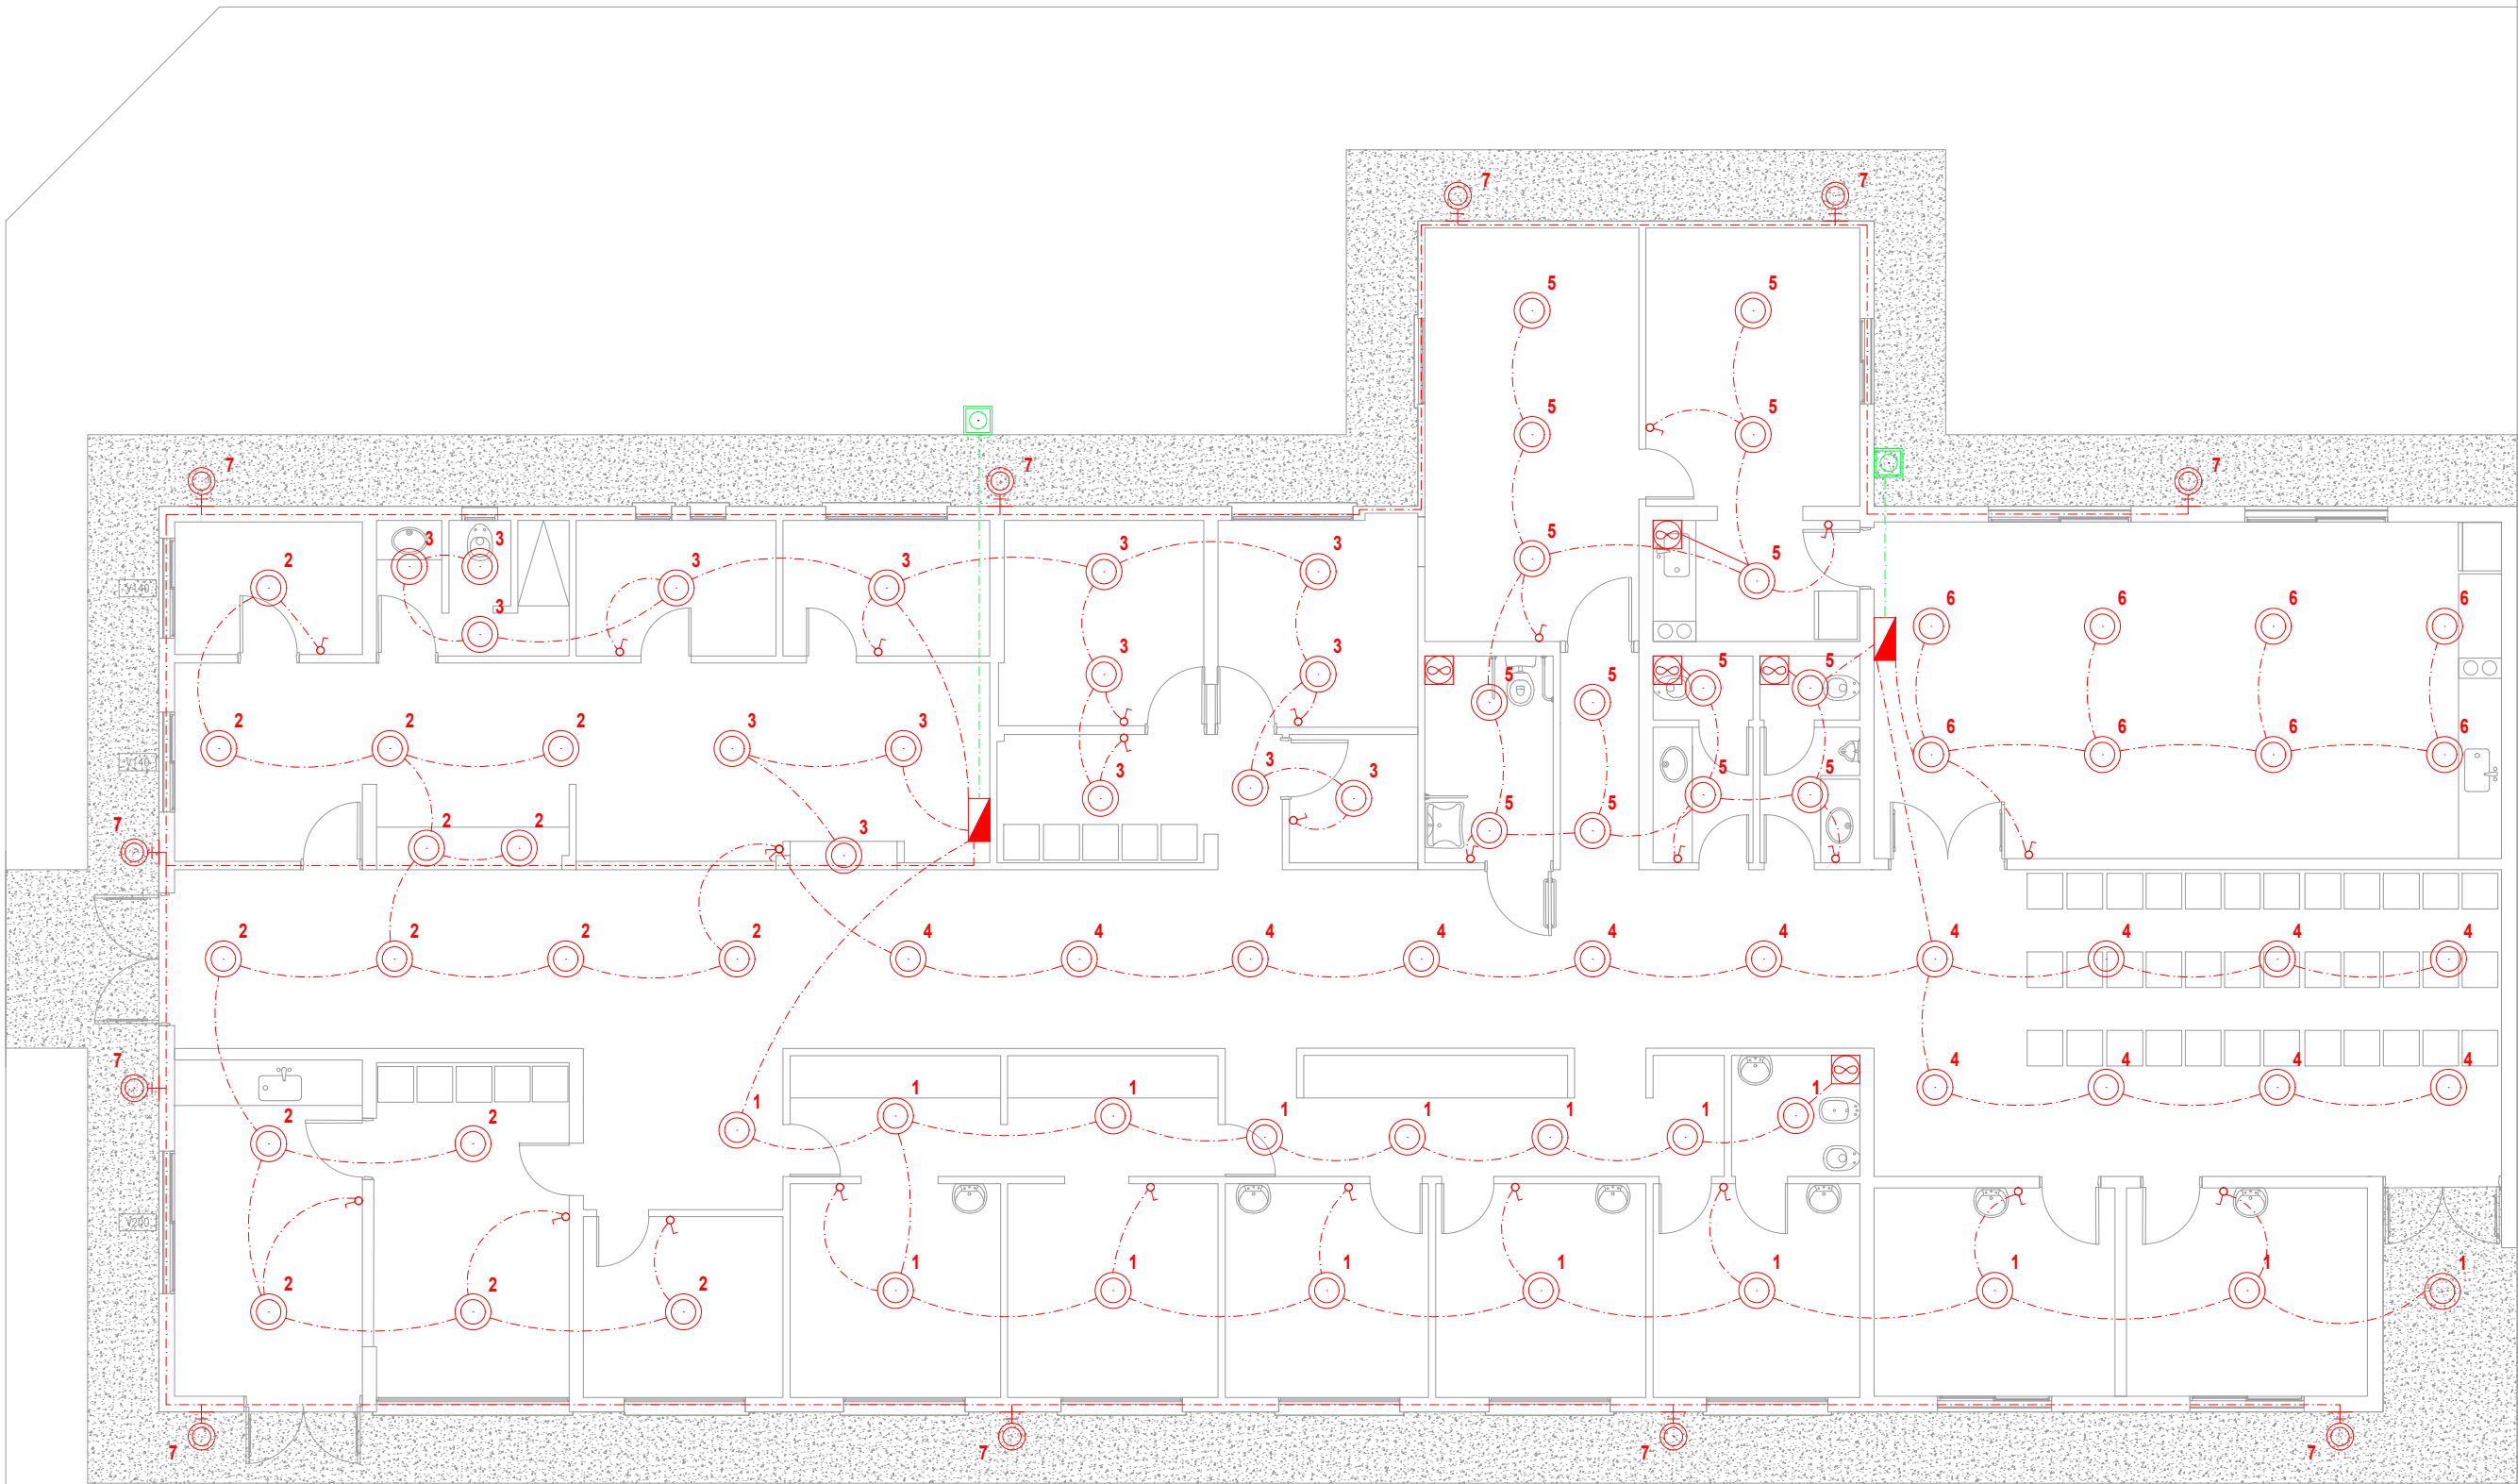 7 7
5 5
5 5
7 7 7
3 3 5
2 3 3 3 3 5
V140
3 6 6 6 6
3 3 5 5 5 5
2 2 2 3 3 6 6 6 6
V140
3 3 3 5 5
5 5
7 2 2 3
2 2 2 2 4 4 4 4 4 4 4 4 4 4
7 4 4 4 4
1 1 1
2 2 1 1 1 1 1
V200
1 1 1 1 1 1 1 1
2 2 2
7 7 7 7